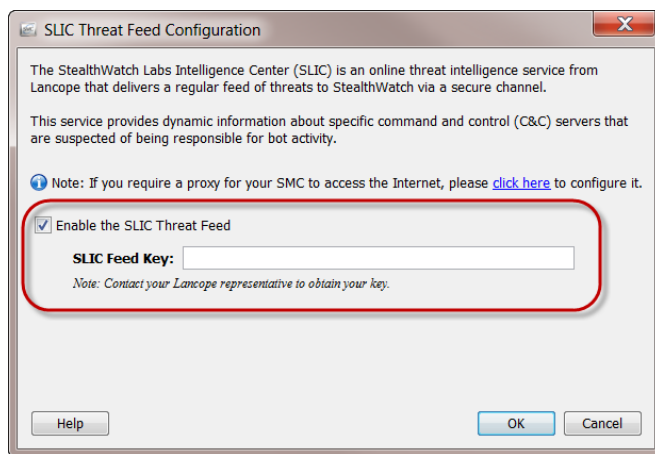 SLIC Threat Feed Configuration
The StealthWatch Labs Intelligence Center (SLIC) is an online threat intelligence service from
Lancope that delivers a regular feed of threats to StealthWatch via a secure channel.
This service provides dynamic information about specific command and control (C&C) servers that
are suspected of being responsible for bot activity.
Note: If you require a proxy for your SMC to access the Internet, please click here to configure it.
Enable the SLIC Threat Feed
SLIC Feed Key:
Note: Contact your Lancope representative to obtain your key.
Help OK Cancel